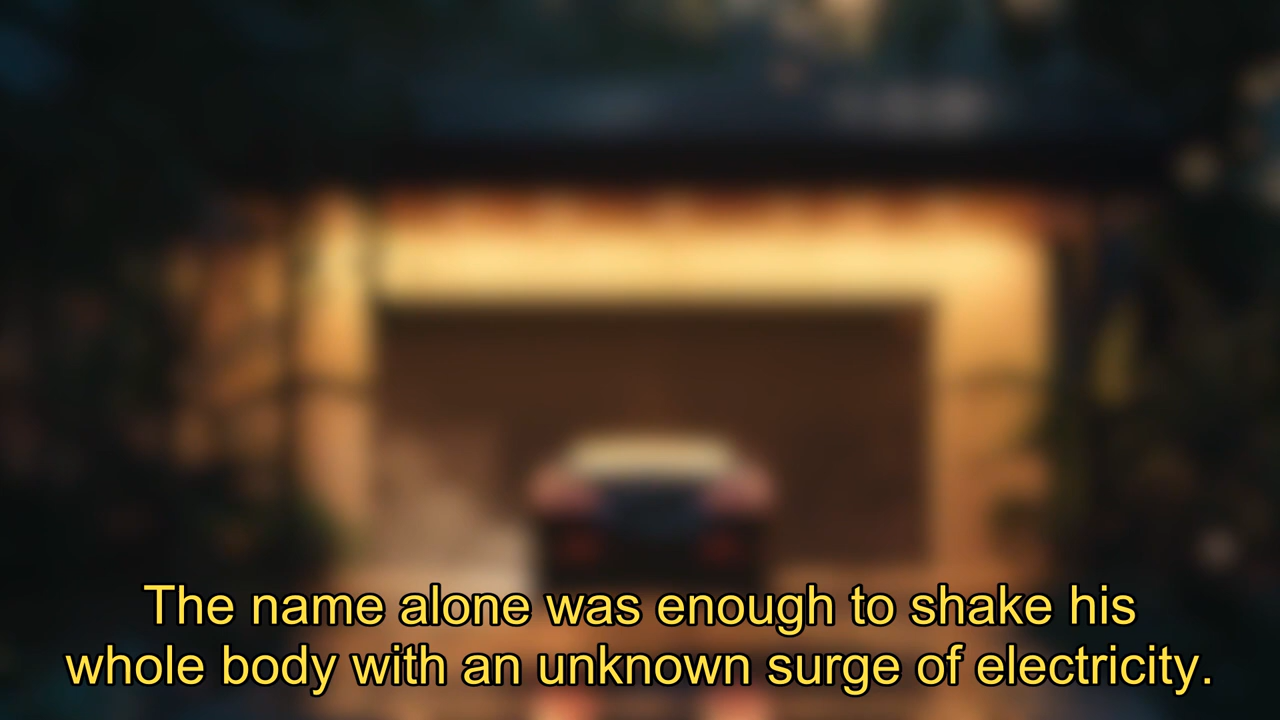 The name alone was enough to shake his
whole body with an unknown surge of electricity.